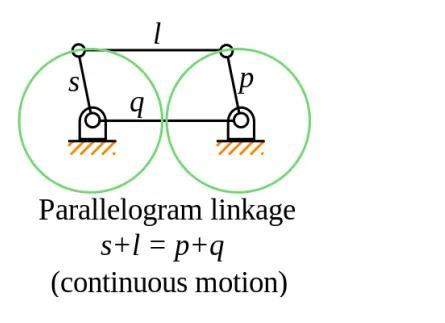 l
s
p
q
Parallelogram linkage
s+l = p+q
(continuous motion)